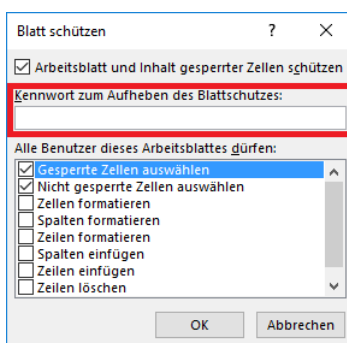 Blatt schützen ? ×
Arbeitsblatt und Inhalt gesperrter Zellen schützen
Kennwort zum Aufheben des Blattschutzes:
Alle Benutzer dieses Arbeitsblattes dürfen:
Gesperrte Zellen auswählen
Nicht gesperrte Zellen auswählen
Zellen formatieren
Spalten formatieren
Zeilen formatieren
Spalten einfügen
Zeilen einfügen
Zeilen löschen
OK Abbrechen